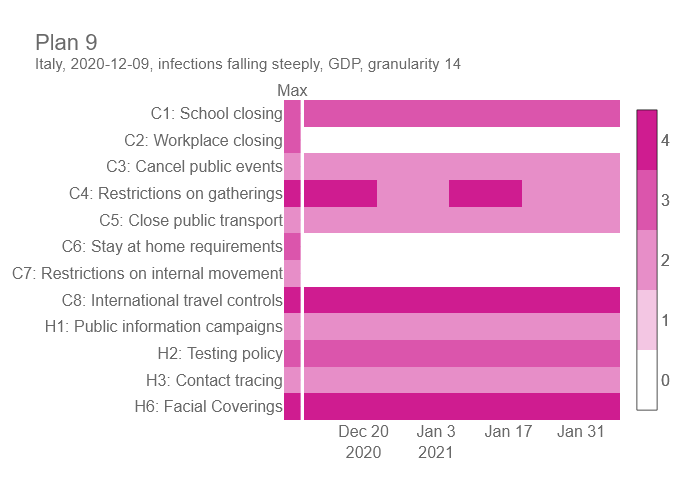 Plan 9
Italy, 2020-12-09, infections falling steeply, GDP, granularity 14
Max
C1: School closing
C2: Workplace closing
C3: Cancel public events
C4: Restrictions on gatherings
C5: Close public transport
C6: Stay at home requirements
C7: Restrictions on internal movement
C8: International travel controls
H1: Public information campaigns
H2: Testing policy
H3: Contact tracing
H6: Facial Coverings
Dec 20 Jan 3 Jan 17 Jan 31
2020 2021
4
3
2
1
0